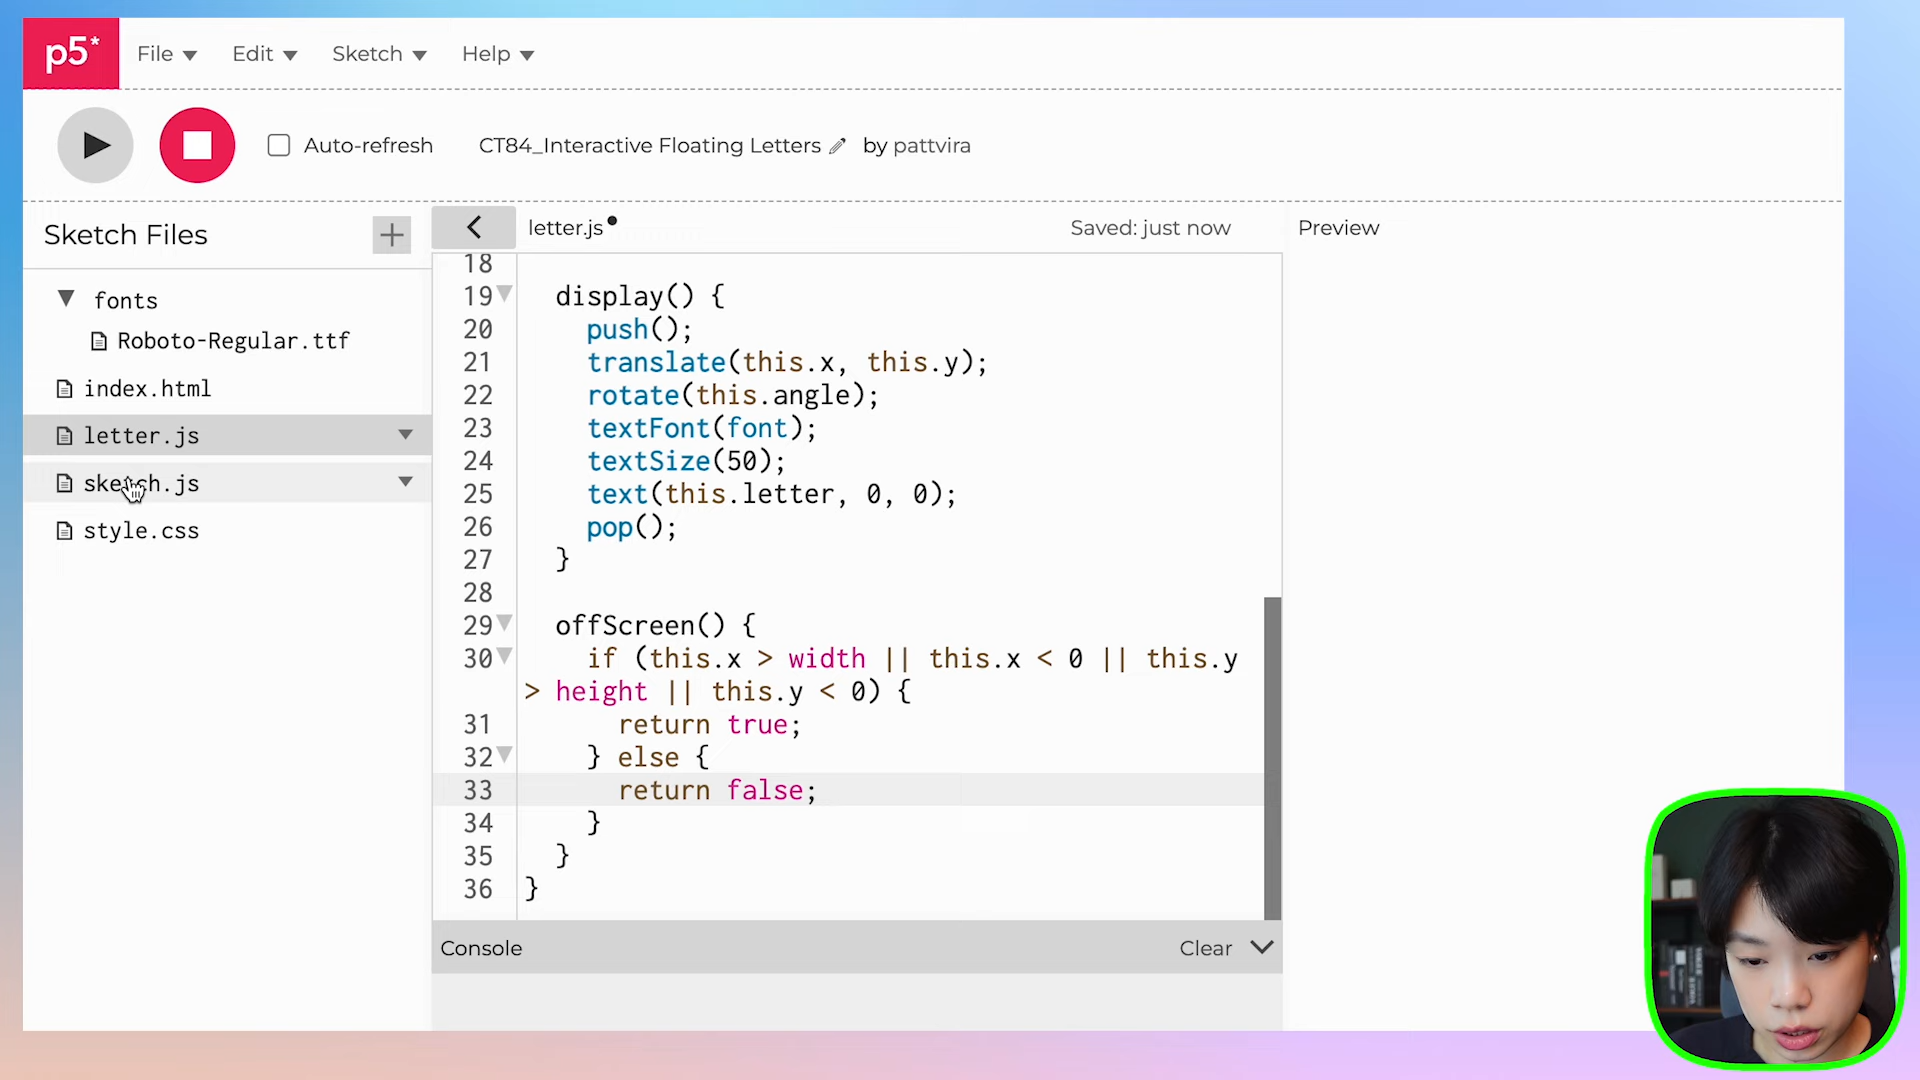 p5* File Edit Sketch Help
Auto-refresh CT84_Interactive Floating Letters by pattvira
Sketch Files
fonts
Roboto-Regular.ttf
index.html
letter.js
sketch.js
style.css
letter.js Saved: just now
18
19 display() {
20 push();
21 translate(this.x, this.y);
22 rotate(this.angle);
23 textFont(font);
24 textSize(50);
25 text(this.letter, 0, 0);
26 pop();
27 }
28
29 offScreen() {
30 if (this.x > width || this.x < 0 || this.y
> height || this.y < 0) {
31 return true;
32 } else {
33 return false;
34 }
35 }
36 }
Console Clear
Preview